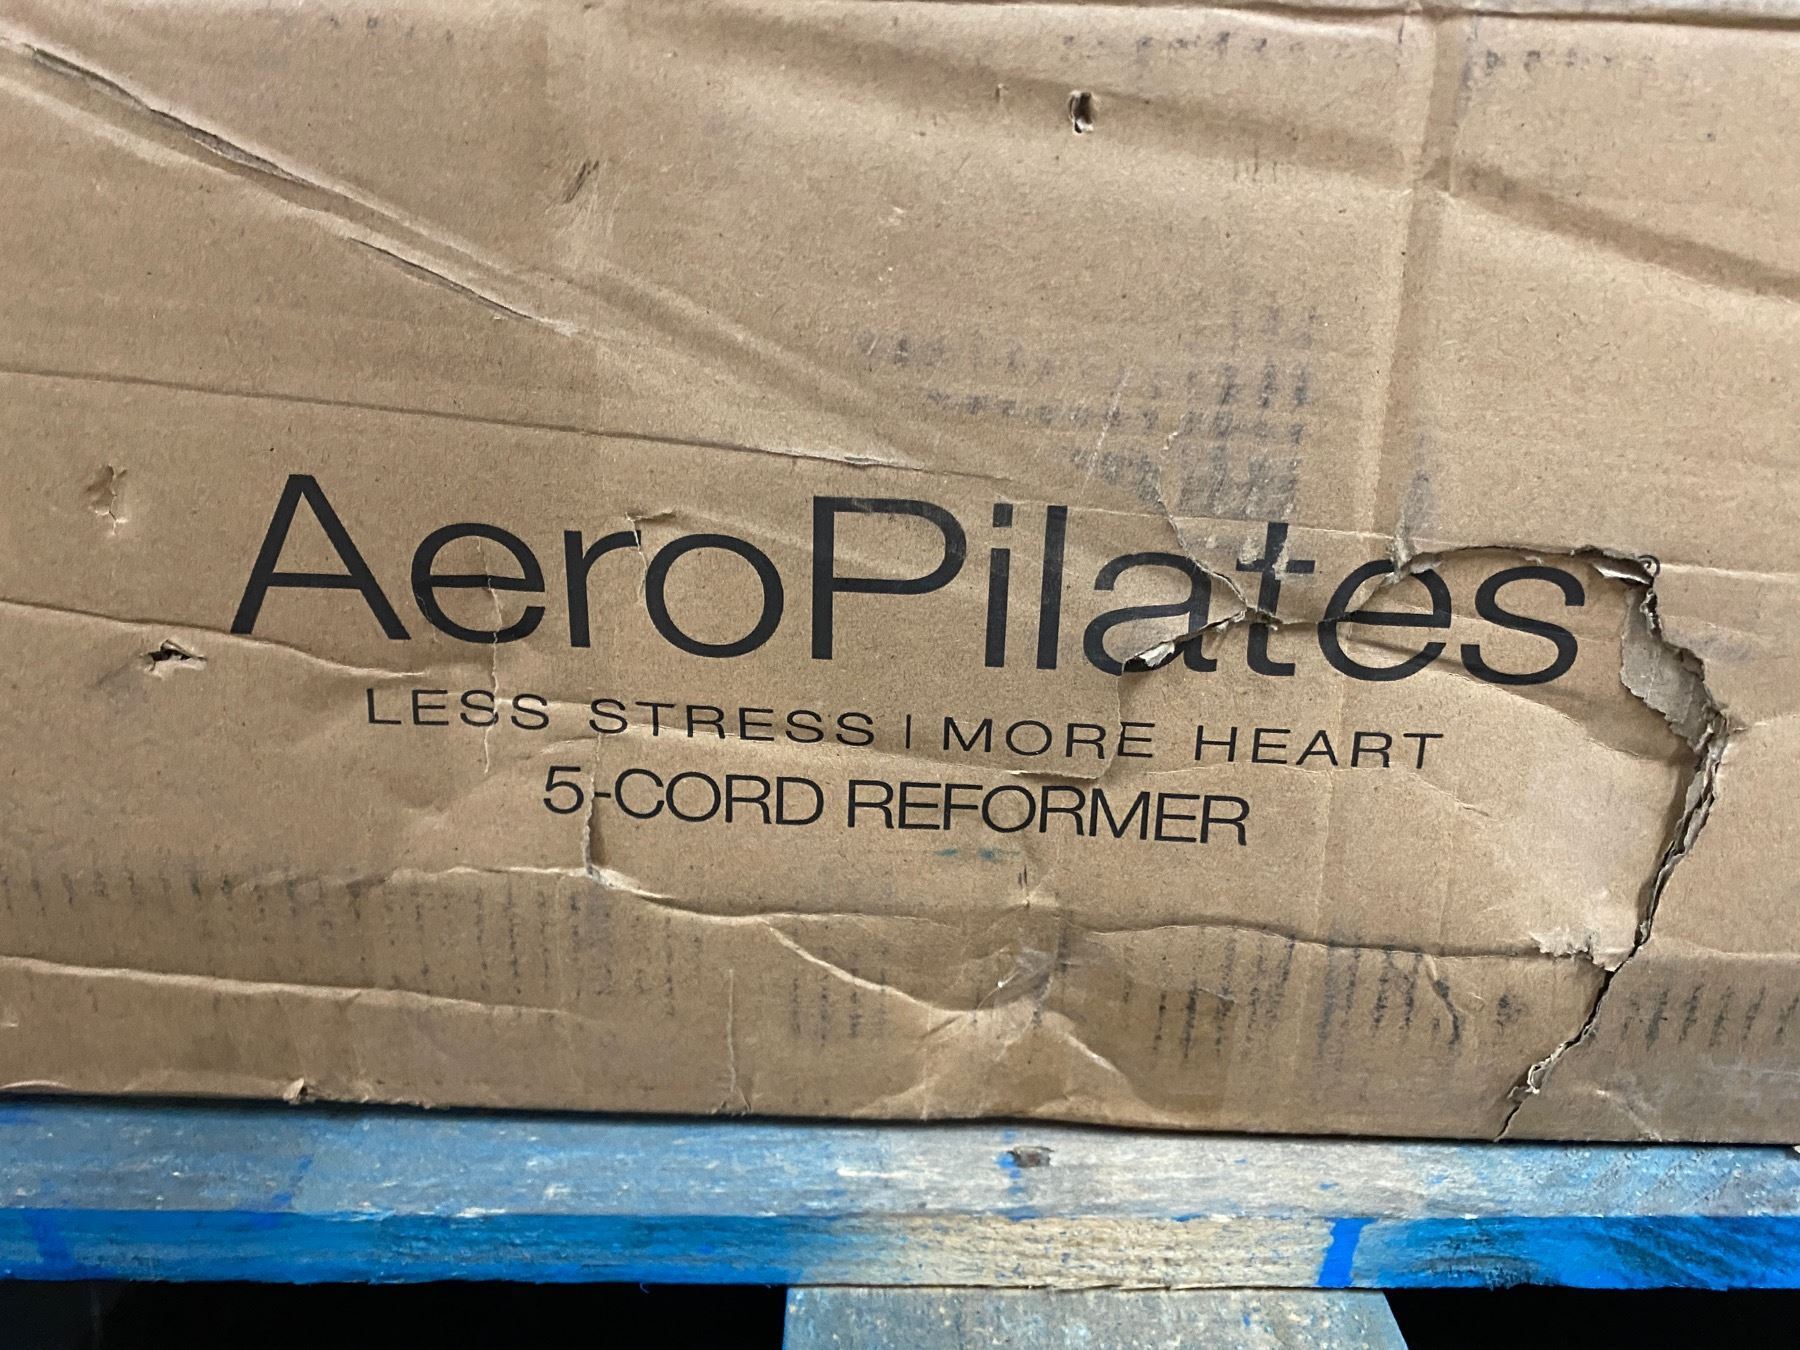 AeroPilates
LESS STRESS | MORE HEART
5-CORD REFORMER